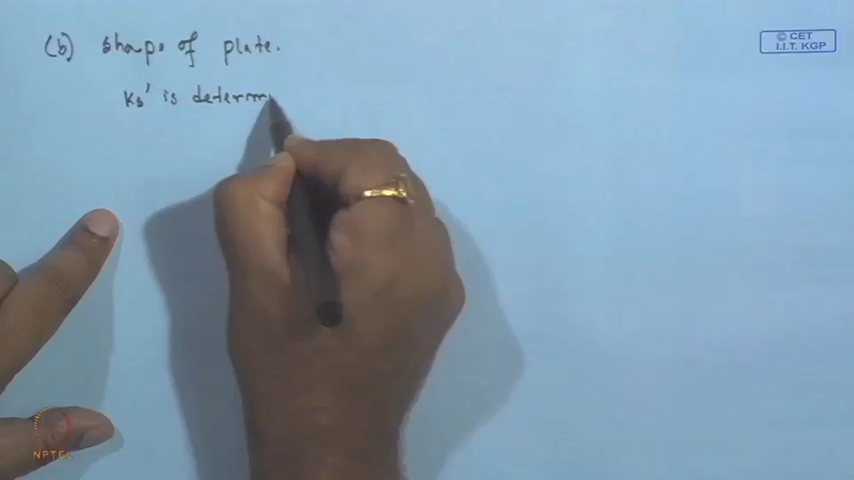 (b) shape of plate.
© CET
I.I.T. KGP
ks' is determ
NPTEL